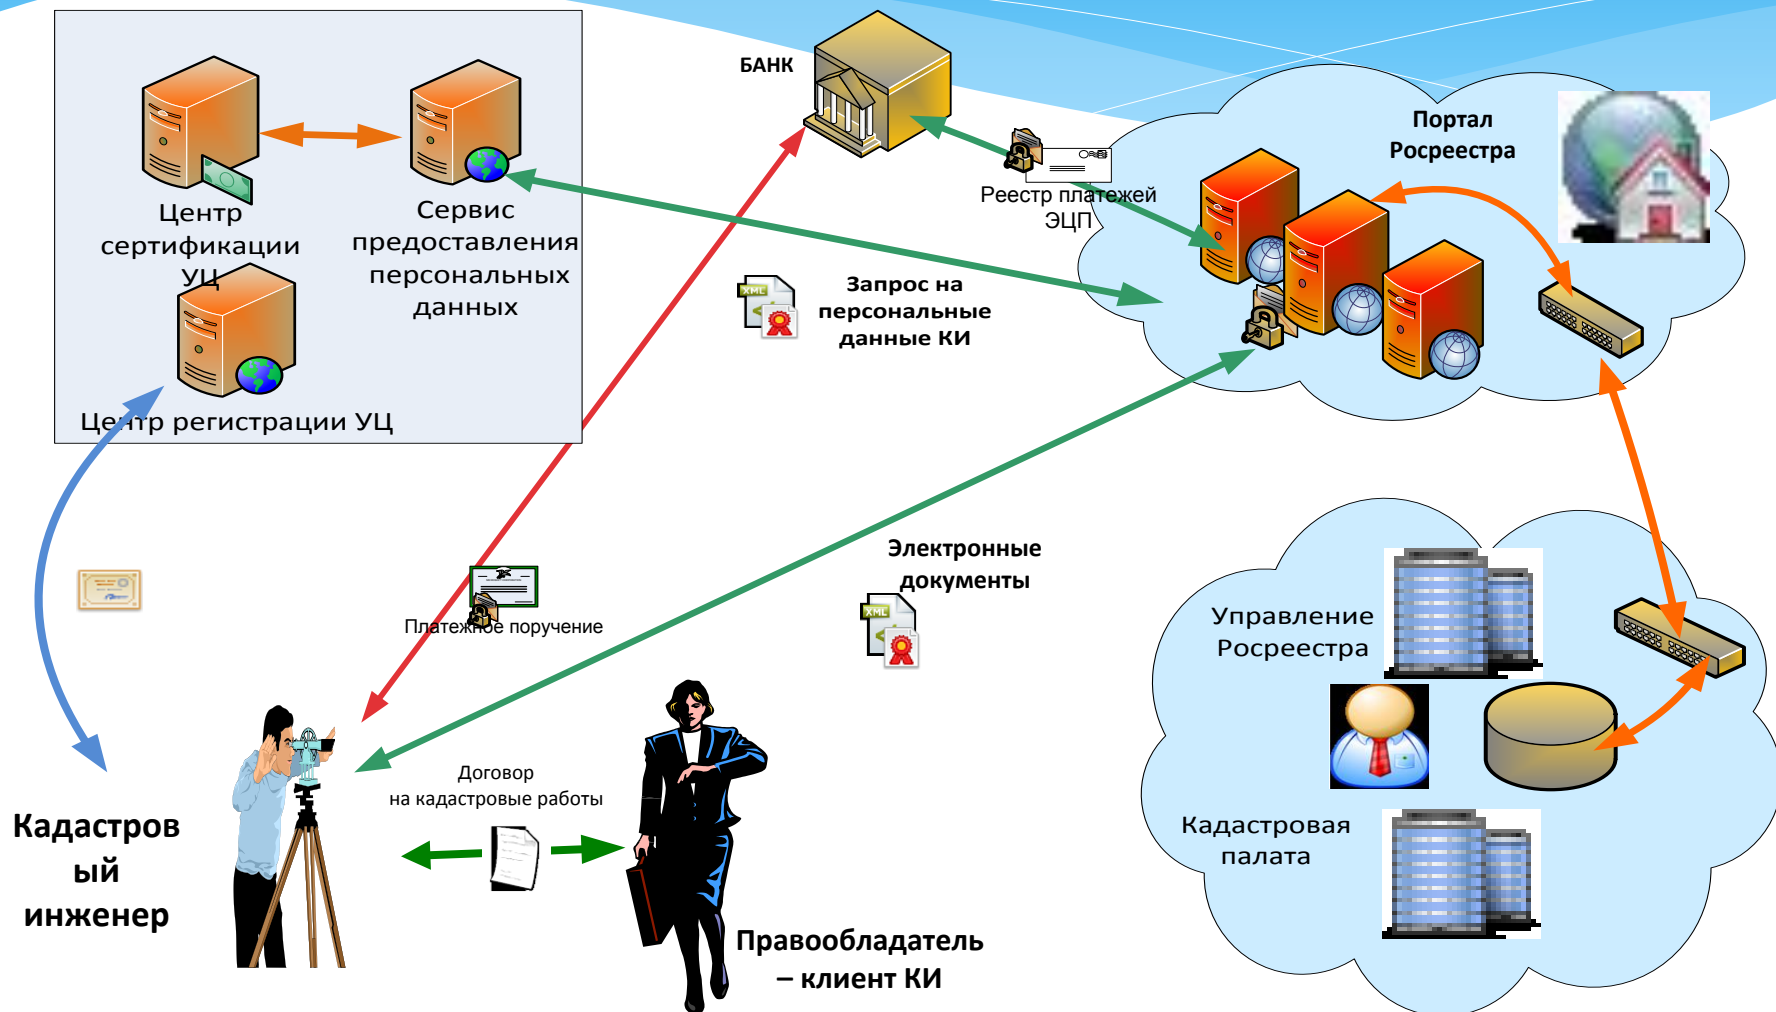 БАНК
Портал
Росреестра
Центр
сертификации
УЦ
Сервис
предоставления
персональных
данных
Реестр платежей
ЭЦП
XML
Запрос на
персональные
данные КИ
Центр регистрации УЦ
Электронные
документы
XML
Платежное поручение
Управление
Росреестра
Договор
на кадастровые работы
Кадастров
ый
инженер
Кадастровая
палата
Правообладатель
– клиент КИ